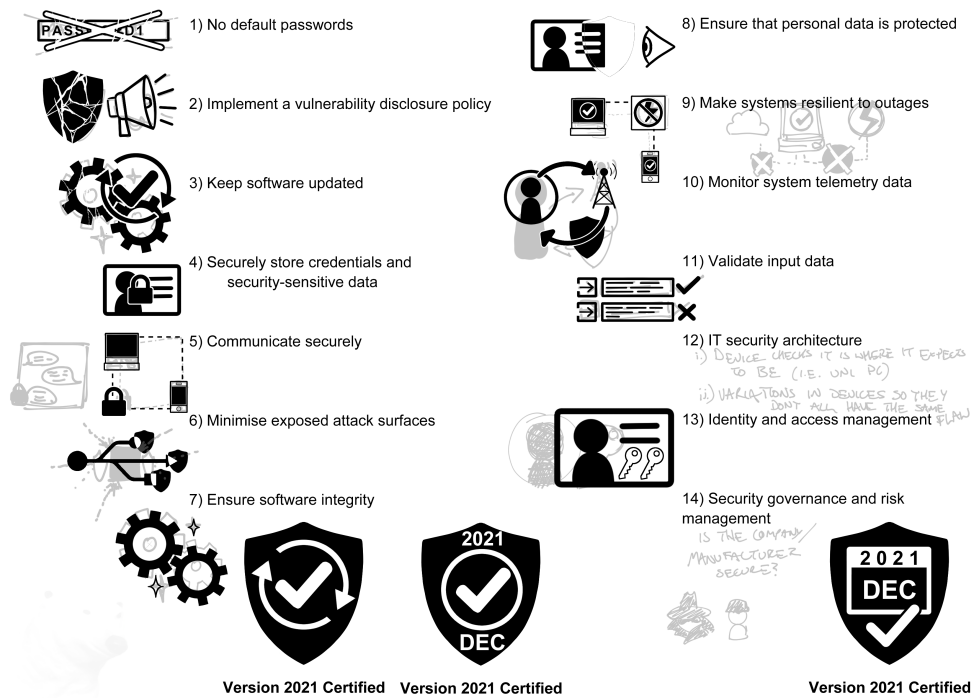 PASS D1
1) No default passwords
2) Implement a vulnerability disclosure policy
3) Keep software updated
4) Securely store credentials and
security-sensitive data
5) Communicate securely
6) Minimise exposed attack surfaces
7) Ensure software integrity
2021
DEC
Version 2021 Certified
Version 2021 Certified
8) Ensure that personal data is protected
9) Make systems resilient to outages
10) Monitor system telemetry data
11) Validate input data
12) IT security architecture
i) DEVICE CHECKS IT IS WHERE IT EXPECTS
TO BE (I.E. UNI PC)
ii) VARIATIONS IN DEVICES SO THEY
DONT ALL HAVE THE SAME
FLAW
13) Identity and access management
14) Security governance and risk
management
IS THE COMPANY/
MANUFACTURER
SECURE?
2021
DEC
Version 2021 Certified